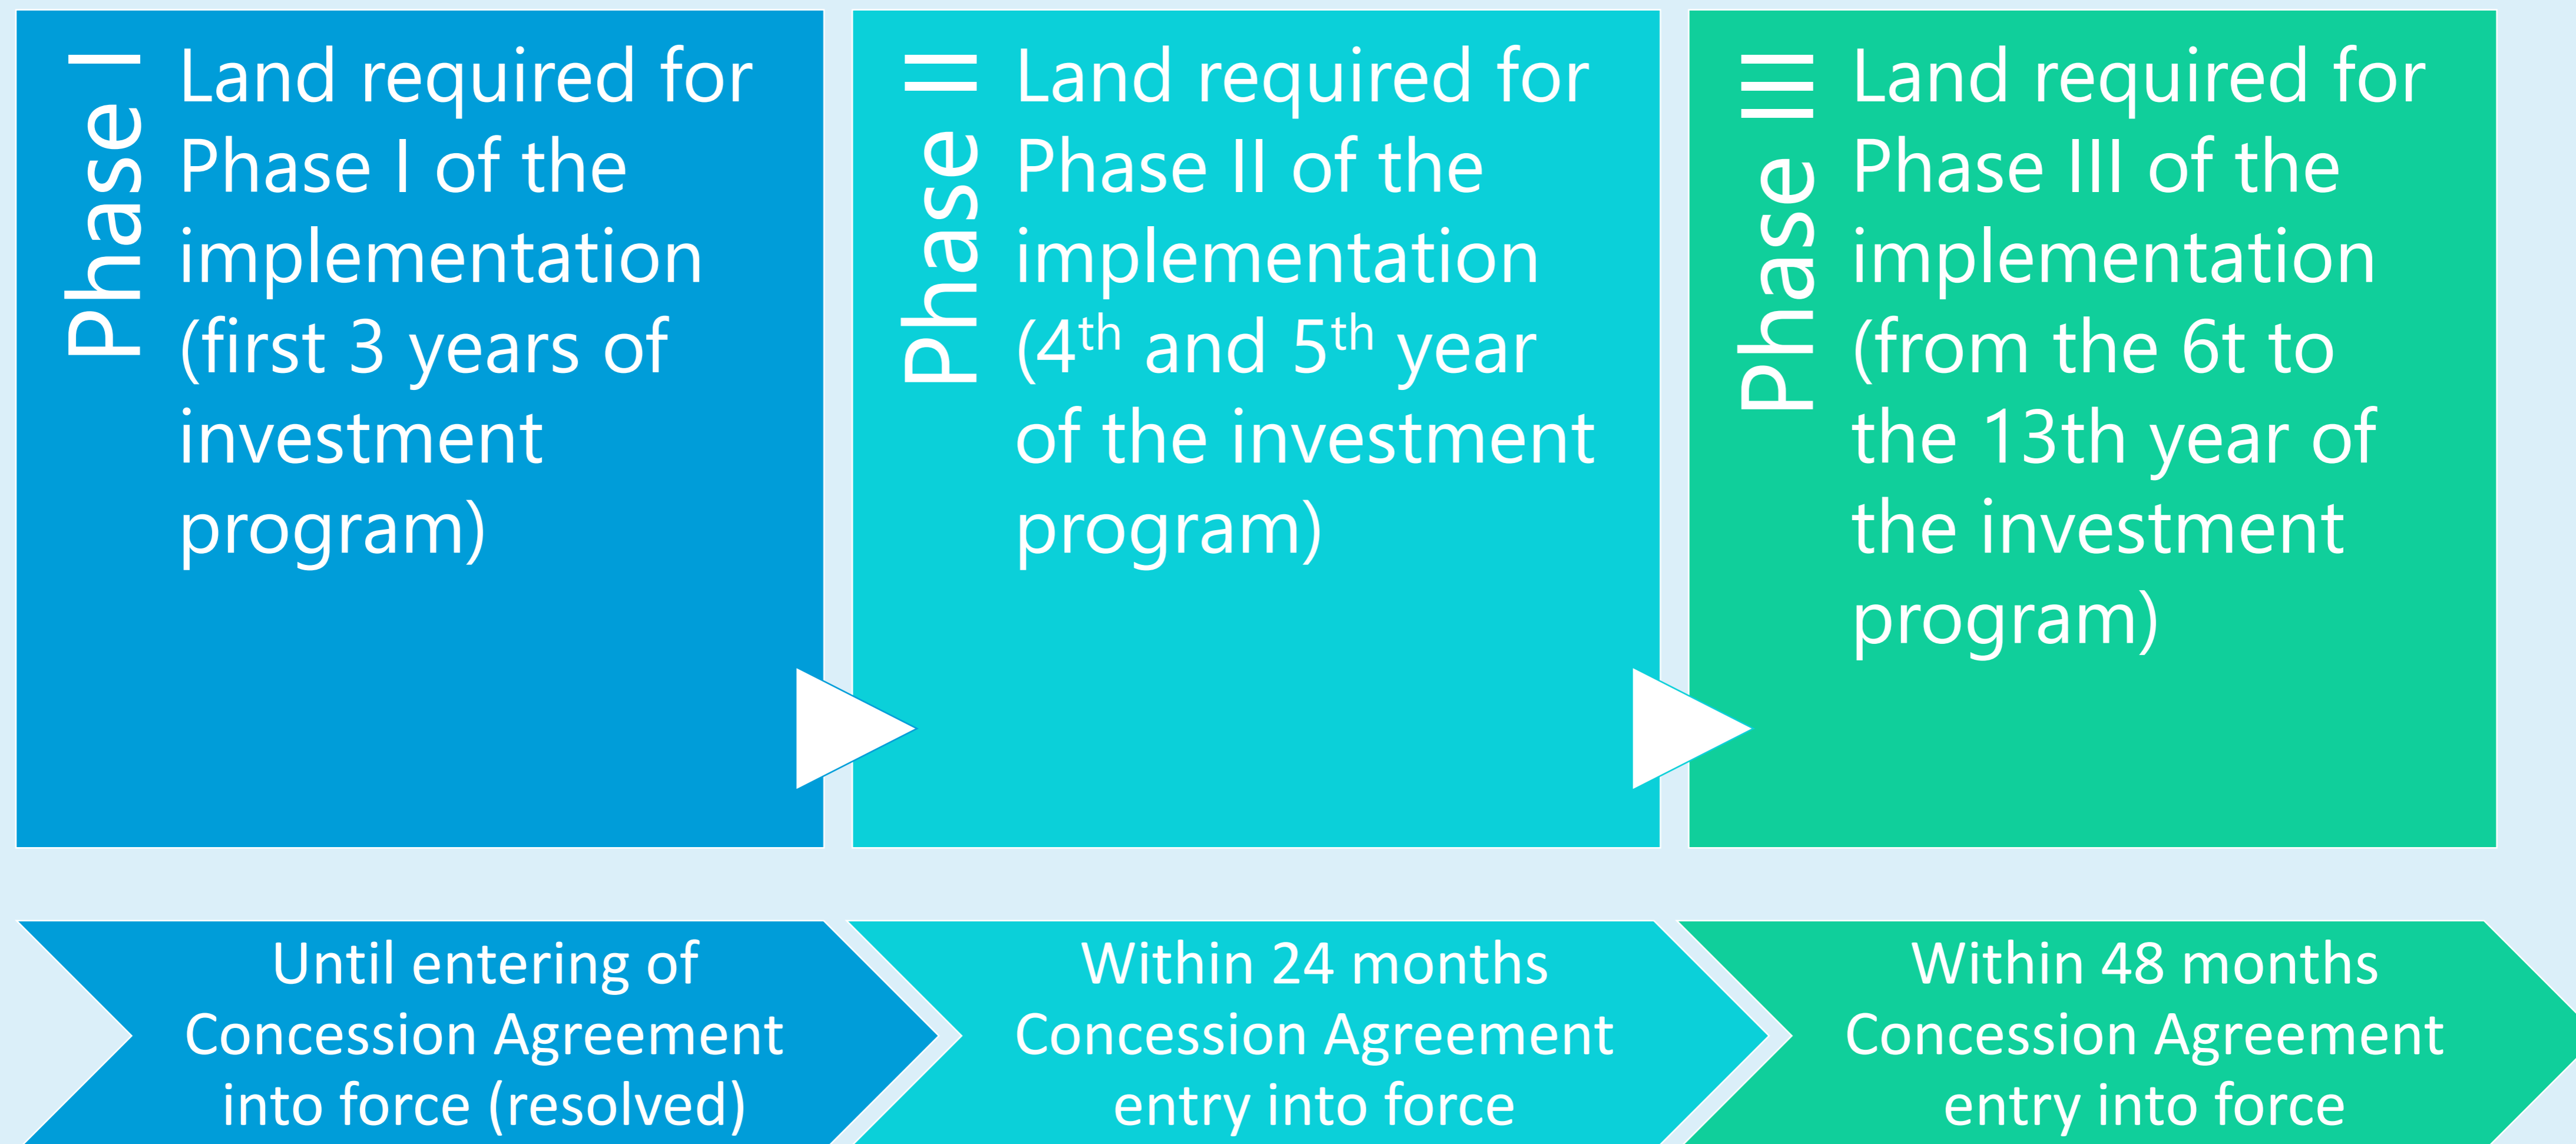 Phase I
Land required for
Phase I of the
implementation
(first 3 years of
investment
program)
Phase II
Land required for
Phase II of the
implementation
(4th and 5th year
of the investment
program)
Phase III
Land required for
Phase III of the
implementation
(from the 6t to
the 13th year of
the investment
program)
Until entering of
Concession Agreement
into force (resolved)
Within 24 months
Concession Agreement
entry into force
Within 48 months
Concession Agreement
entry into force